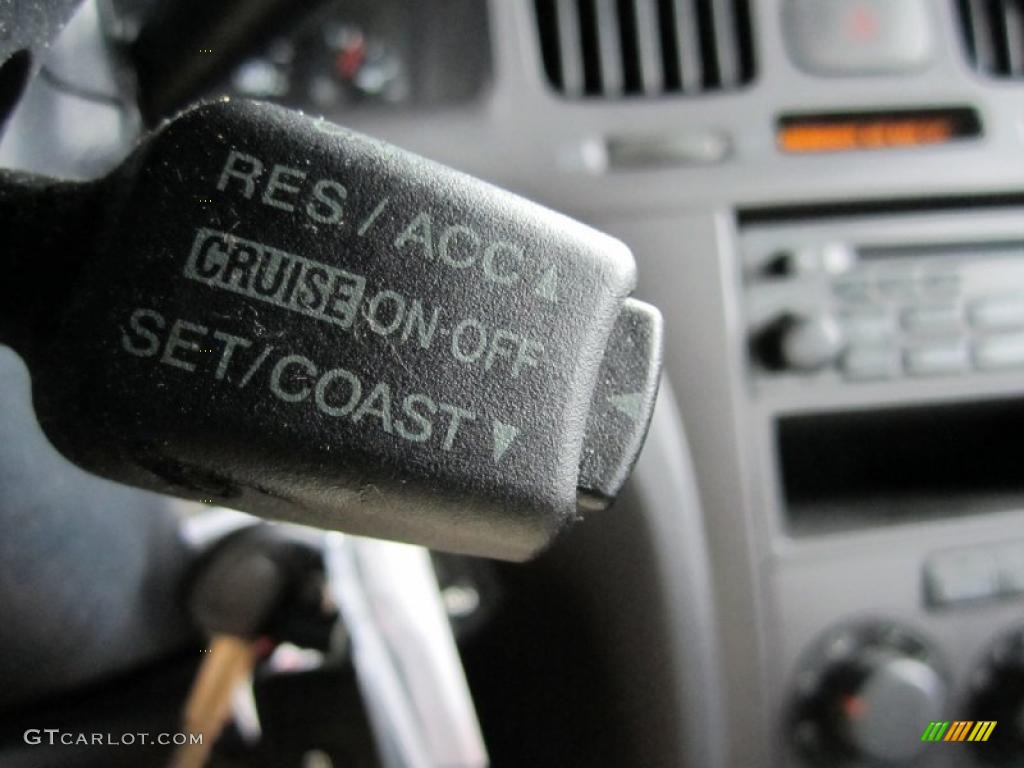 RES/ACC▲
CRUISE ON-OFF
SET/COAST▼
GTCARLOT.COM